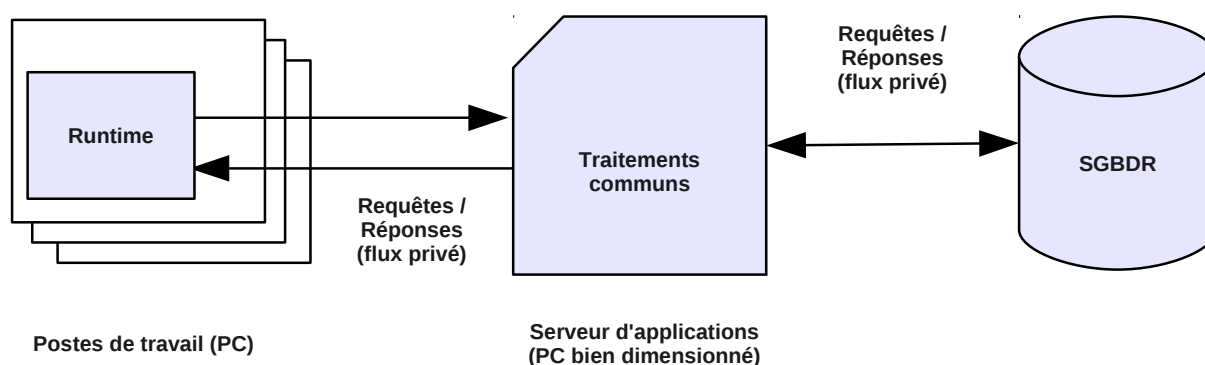 Requêtes /
Réponses
(flux privé)
Runtime
Traitements
communs
SGBDR
Requêtes /
Réponses
(flux privé)
Postes de travail (PC)
Serveur d'applications
(PC bien dimensionné)